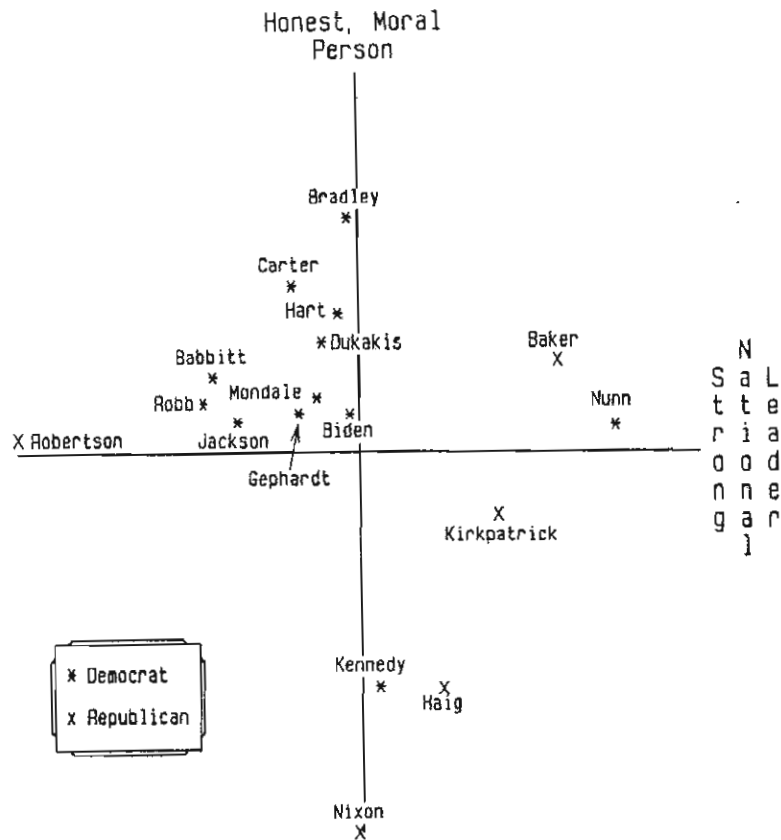 Honest, Moral
Person
Bradley
Carter
Hart
Dukakis
Baker
Babbitt
Mondale
Robb
Nunn
Biden
Robertson
Jackson
Gephardt
Strong
National
Leader
Kirkpatrick
Kennedy
Haig
* Democrat
x Republican
Nixon